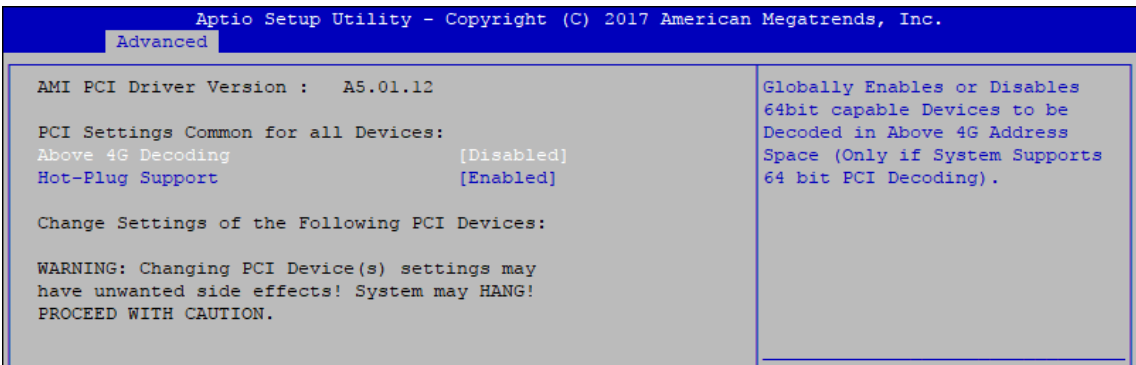 Aptio Setup Utility - Copyright (C) 2017 American Megatrends, Inc.
Advanced
AMI PCI Driver Version :   A5.01.12
PCI Settings Common for all Devices:
Above 4G Decoding [Disabled]
Hot-Plug Support [Enabled]
Change Settings of the Following PCI Devices:
WARNING: Changing PCI Device(s) settings may
have unwanted side effects! System may HANG!
PROCEED WITH CAUTION.
Globally Enables or Disables
64bit capable Devices to be
Decoded in Above 4G Address
Space (Only if System Supports
64 bit PCI Decoding).